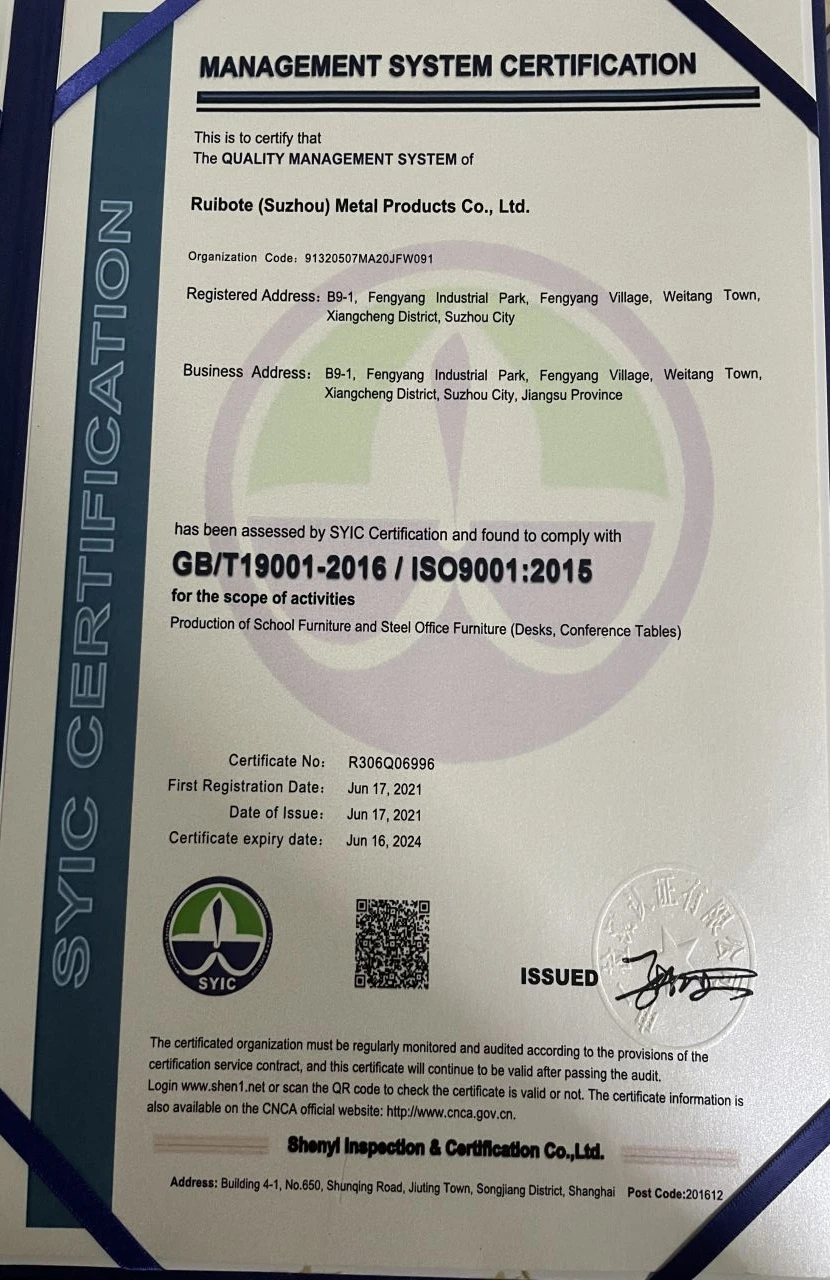 SYIC CERTIFICATION
MANAGEMENT SYSTEM CERTIFICATION
This is to certify that
The QUALITY MANAGEMENT SYSTEM of
Ruibote (Suzhou) Metal Products Co., Ltd.
Organization Code: 91320507MA20JFW091
Registered Address: B9-1, Fengyang Industrial Park, Fengyang Village, Weitang Town,
Xiangcheng District, Suzhou City
Business Address: B9-1, Fengyang Industrial Park, Fengyang Village, Weitang Town,
Xiangcheng District, Suzhou City, Jiangsu Province
has been assessed by SYIC Certification and found to comply with
GB/T19001-2016 / ISO9001:2015
for the scope of activities
Production of School Furniture and Steel Office Furniture (Desks, Conference Tables)
Certificate No: R306Q06996
First Registration Date: Jun 17, 2021
Date of Issue: Jun 17, 2021
Certificate expiry date: Jun 16, 2024
SYIC
ISSUED
认证有限公
The certificated organization must be regularly monitored and audited according to the provisions of the
certification service contract, and this certificate will continue to be valid after passing the audit.
Login www.shen1.net or scan the QR code to check the certificate is valid or not. The certificate information is
also available on the CNCA official website: http://www.cnca.gov.cn.
Shenyi Inspection & Certification Co.,Ltd.
Address: Building 4-1, No.650, Shunqing Road, Jiuting Town, Songjiang District, Shanghai Post Code:201612